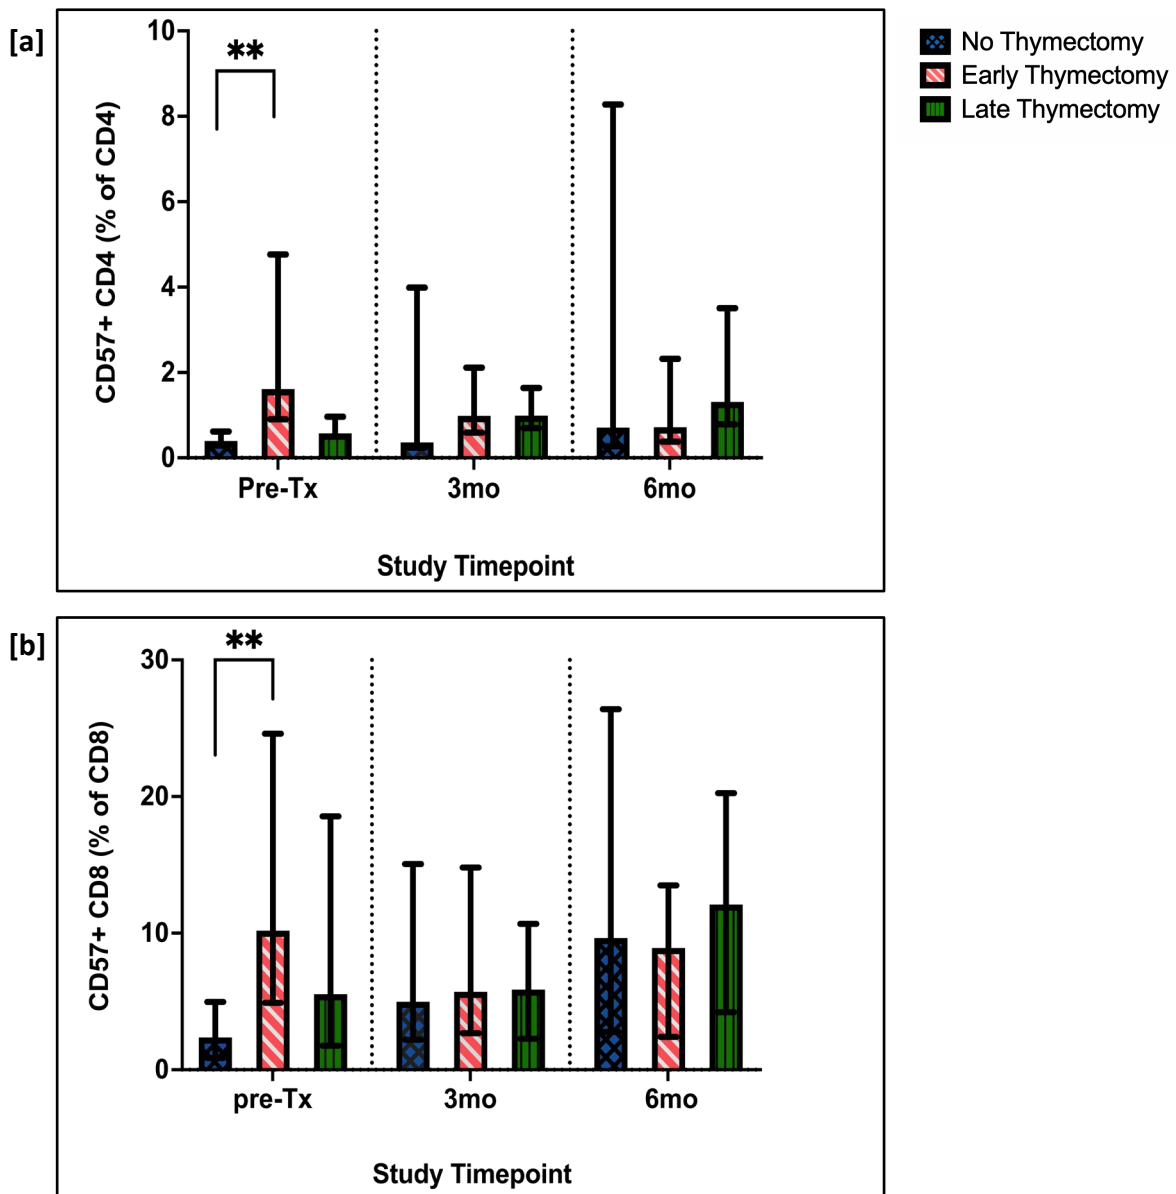 [a]
10
8
6
4
2
0
CD57+ CD4 (% of CD4)
**
Pre-Tx 3mo 6mo
Study Timepoint
No Thymectomy
Early Thymectomy
Late Thymectomy
[b]
30
20
10
0
CD57+ CD8 (% of CD8)
**
pre-Tx 3mo 6mo
Study Timepoint